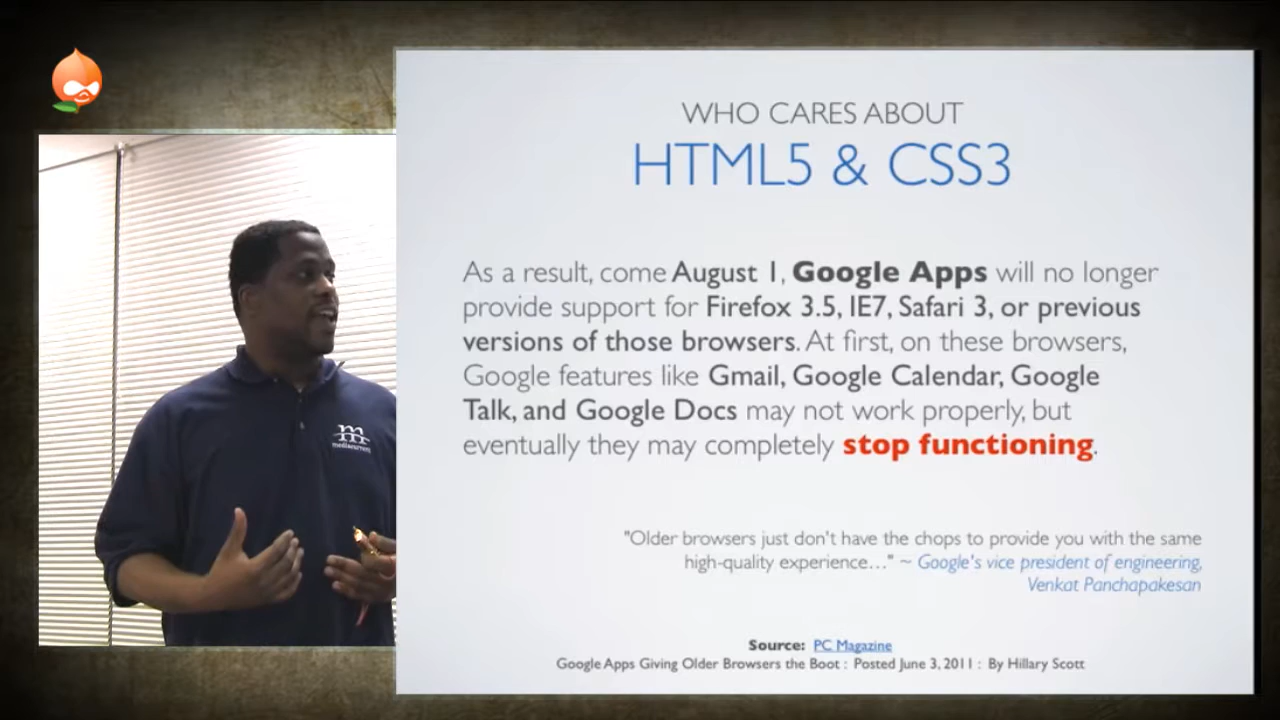 WHO CARES ABOUT
HTML5 & CSS3
As a result, come August 1, Google Apps will no longer
provide support for Firefox 3.5, IE7, Safari 3, or previous
versions of those browsers. At first, on these browsers,
Google features like Gmail, Google Calendar, Google
Talk, and Google Docs may not work properly, but
eventually they may completely stop functioning.
"Older browsers just don't have the chops to provide you with the same
high-quality experience…" ~ Google's vice president of engineering,
Venkat Panchapakesan
Source: PC Magazine
Google Apps Giving Older Browsers the Boot : Posted June 3, 2011 : By Hillary Scott
m
mediacurrent